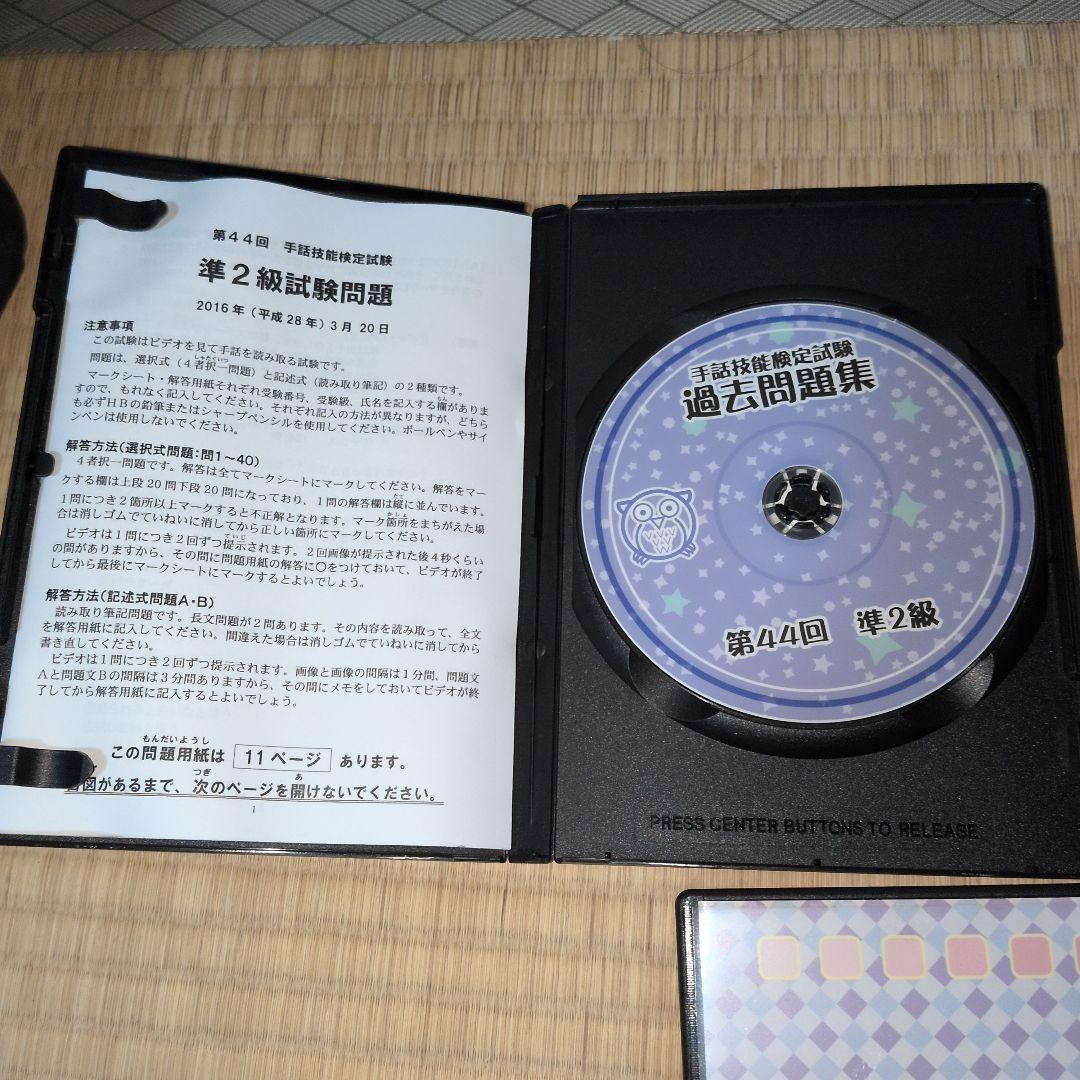 第44回 手話技能検定試験
準2級試験問題
2016年(平成28年)3月 20日
注意事項
この試験はビデオを見て手話を読み取る試験です。
問題は、選択式(4者択一問題)と記述式(読み取り筆記)の2種類です。
しゃたくいつ
マークシート・解答用紙それぞれ受験番号、受験級、氏名を記入する欄がありま
らん
すので、もれなく記入してください。それぞれ記入の方法が異なりますが、どちら
も必ずHBの鉛筆またはシャープペンシルを使用してください。ボールペンやサイ
ンペンは使用しないでください。
解答方法(選択式問題:問1~40)
4者択一問題です。解答は全てマークシートにマークしてください。解答をマー
クする欄は上段20問下段20問になっており、1問の解答欄は縦に並んでいます。
たて
1問につき2箇所以上マークすると不正解となります。マーク箇所をまちがえた場
かしょ
合は消しゴムでていねいに消してから正しい箇所にマークしてください。
ていじ
ビデオは1問につき2回ずつ提示されます。2回画像が提示された後4秒くらい
の間がありますから、その間に問題用紙の解答に○をつけておいて、ビデオが終了
してから最後にマークシートにマークするとよいでしょう。
解答方法(記述式問題A・B)
読み取り筆記問題です。長文問題が2問あります。その内容を読み取って、全文
を解答用紙に記入してください。間違えた場合は消しゴムでていねいに消してから
書き直してください。
ビデオは1問につき2回ずつ提示されます。画像と画像の間隔は1分間、問題文
Aと問題文Bの間隔は3分間ありますから、その間にメモをしておいてビデオが終
了してから解答用紙に記入するとよいでしょう。
もんだいようし
この問題用紙は 11ページ あります。
つぎ あ
図があるまで、次のページを開けないでください。
1
手話技能検定試験
過去問題集
第44回 準2級
PRESS CENTER BUTTONS TO RELEASE